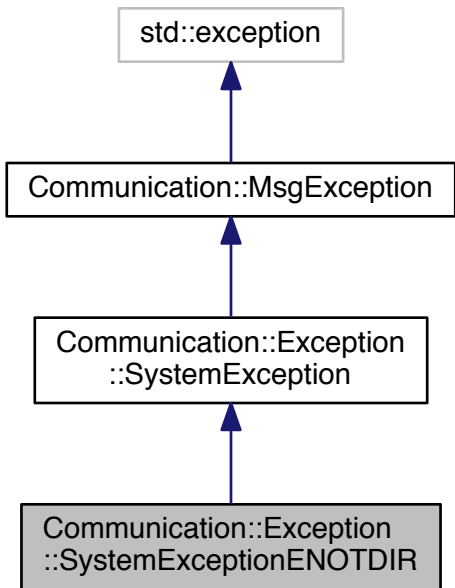 std::exception
Communication::MsgException
Communication::Exception
::SystemException
Communication::Exception
::SystemExceptionENOTDIR